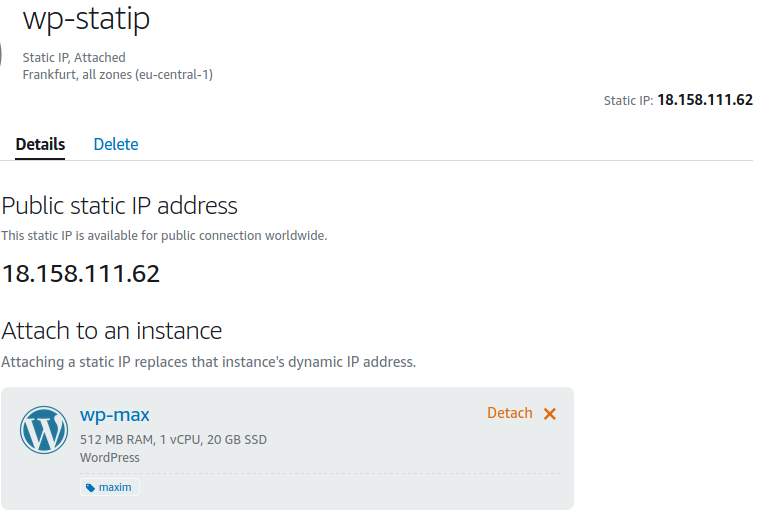 wp-statip
Static IP, Attached
Frankfurt, all zones (eu-central-1)
Static IP: 18.158.111.62
Details Delete
Public static IP address
This static IP is available for public connection worldwide.
18.158.111.62
Attach to an instance
Attaching a static IP replaces that instance's dynamic IP address.
wp-max Detach
512 MB RAM, 1 vCPU, 20 GB SSD
WordPress
maxim